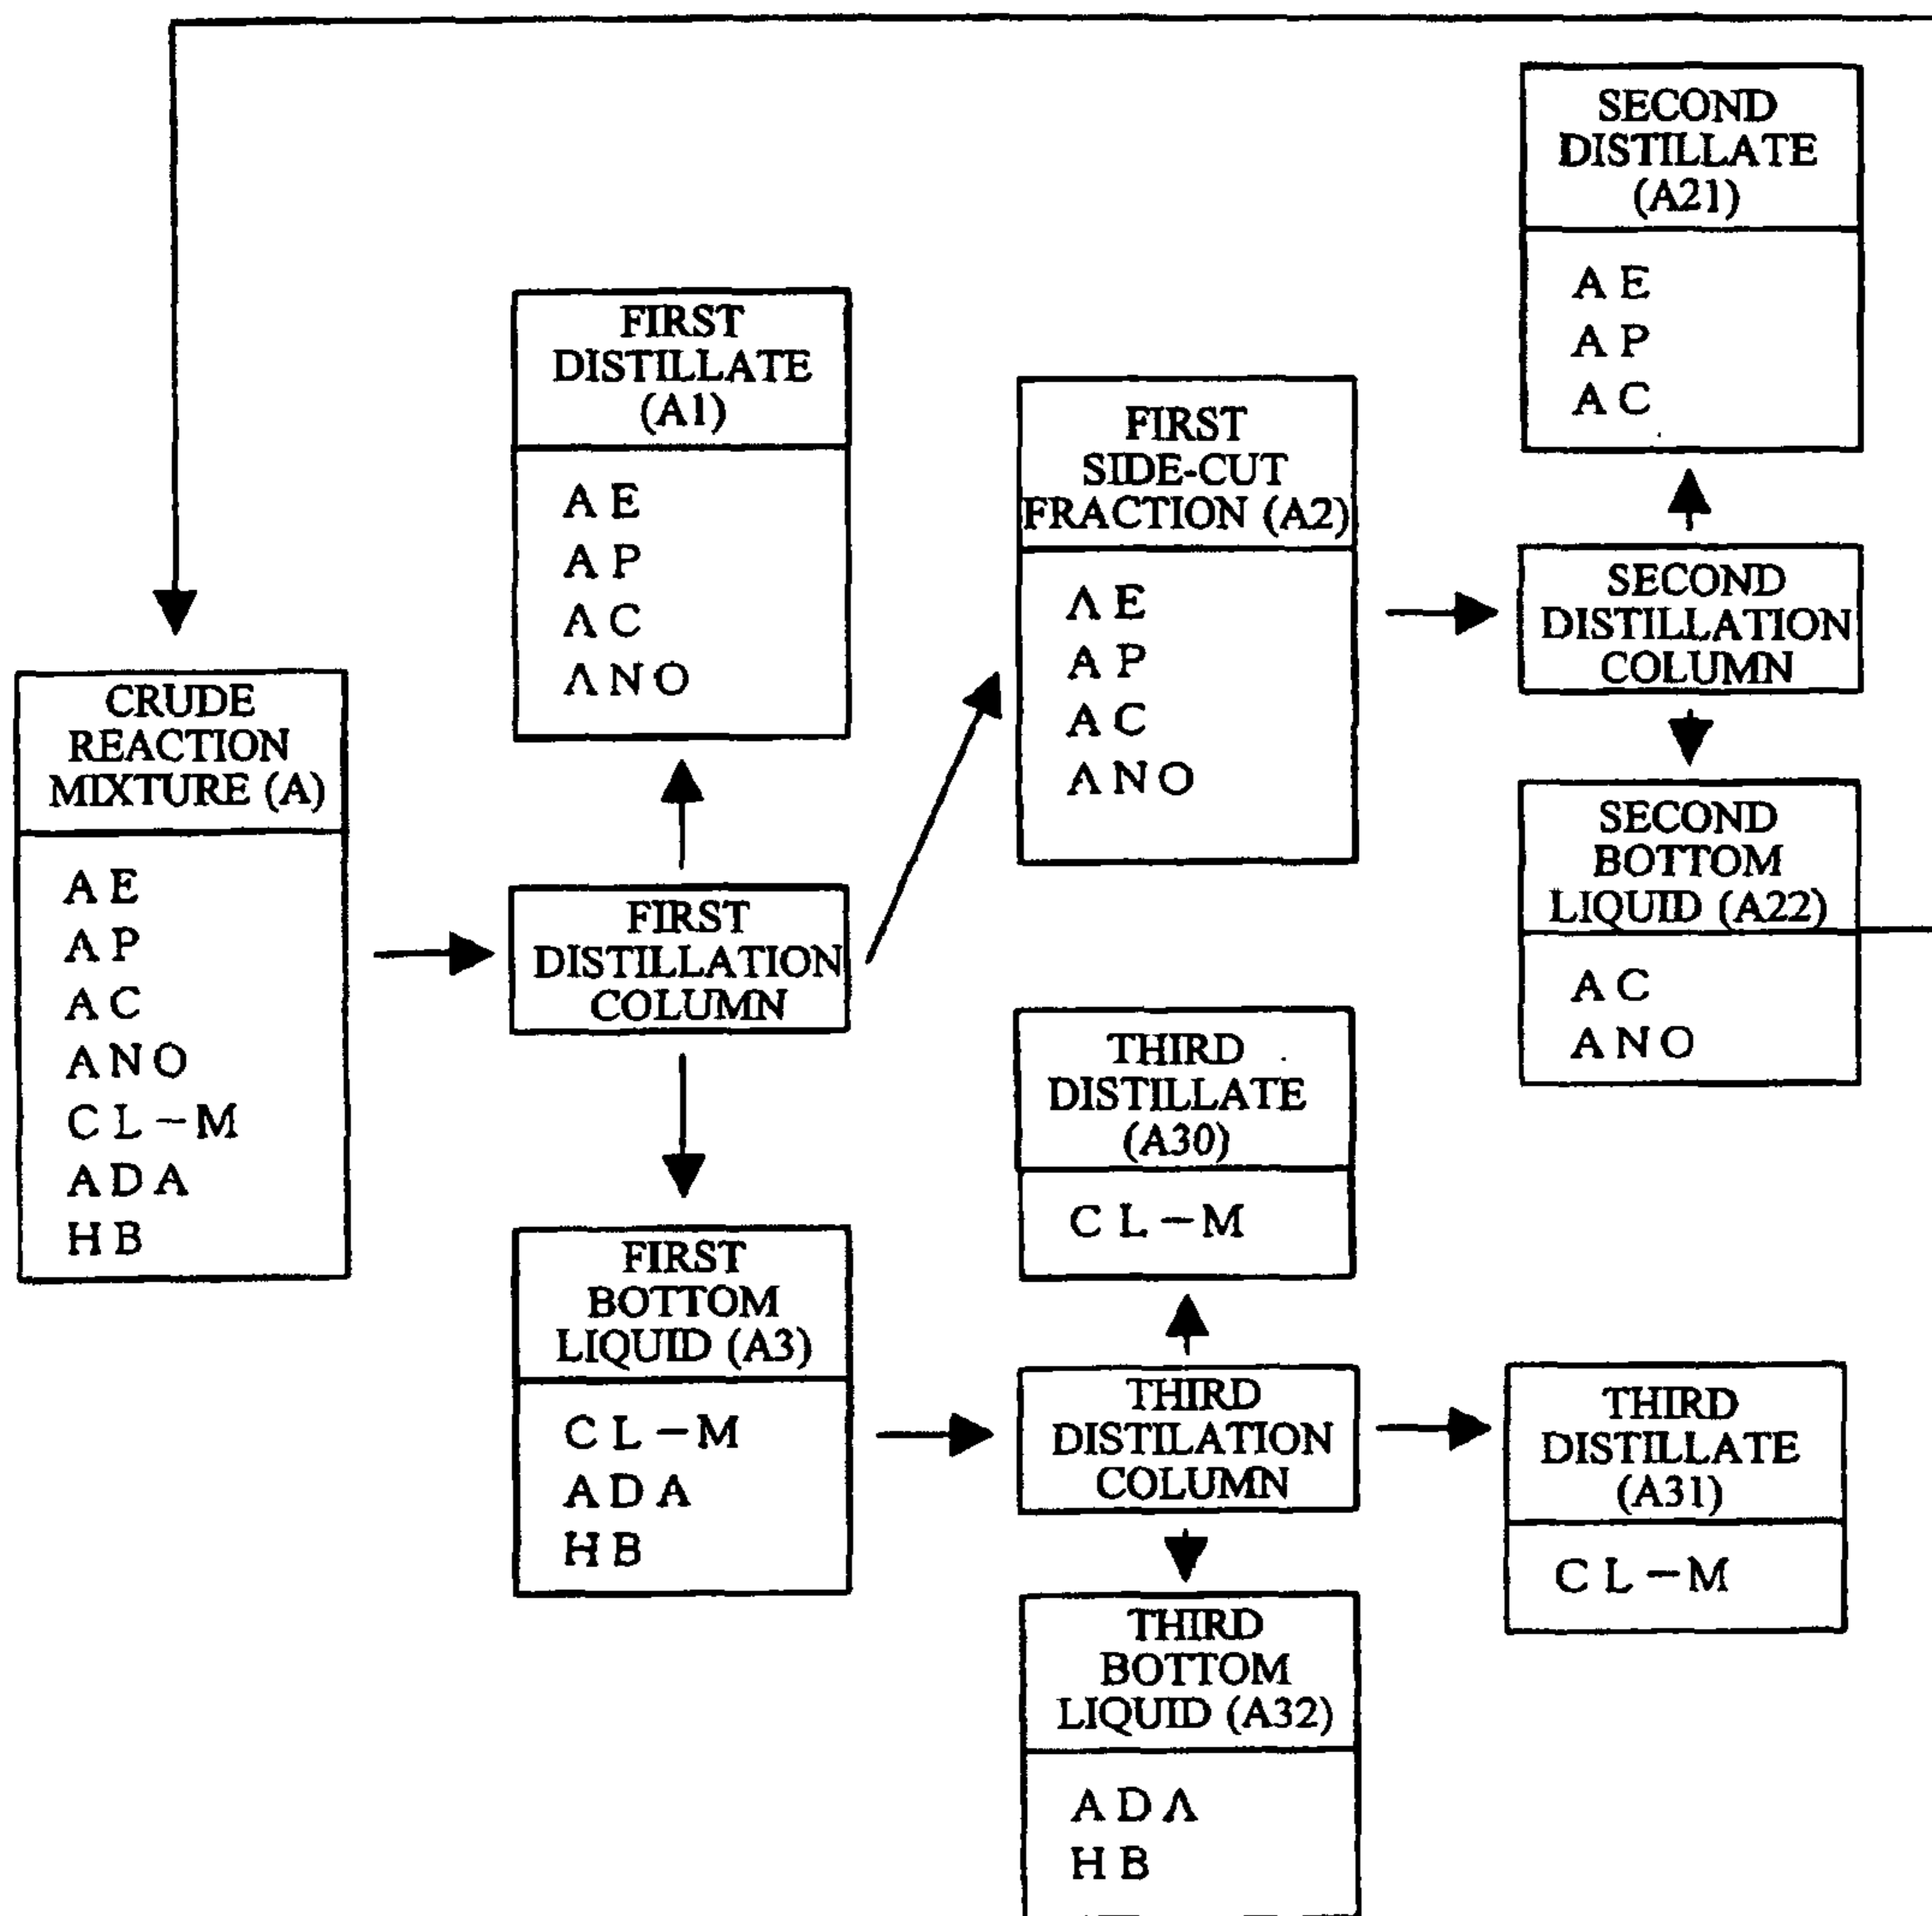 CRUDE
REACTION
MIXTURE (A)
A E
A P
A C
A N O
C L - M
A D A
H B
FIRST
DISTILLATE
(A1)
A E
A P
A C
A N O
FIRST
DISTILLATION
COLUMN
FIRST
BOTTOM
LIQUID (A3)
C L - M
A D A
H B
FIRST
SIDE-CUT
FRACTION (A2)
A E
A P
A C
A N O
SECOND
DISTILLATE
(A21)
A E
A P
A C
SECOND
DISTILLATION
COLUMN
SECOND
BOTTOM
LIQUID (A22)
A C
A N O
THIRD
DISTILLATE
(A30)
C L - M
THIRD
DISTILATION
COLUMN
THIRD
DISTILLATE
(A31)
C L - M
THIRD
BOTTOM
LIQUID (A32)
A D A
H B